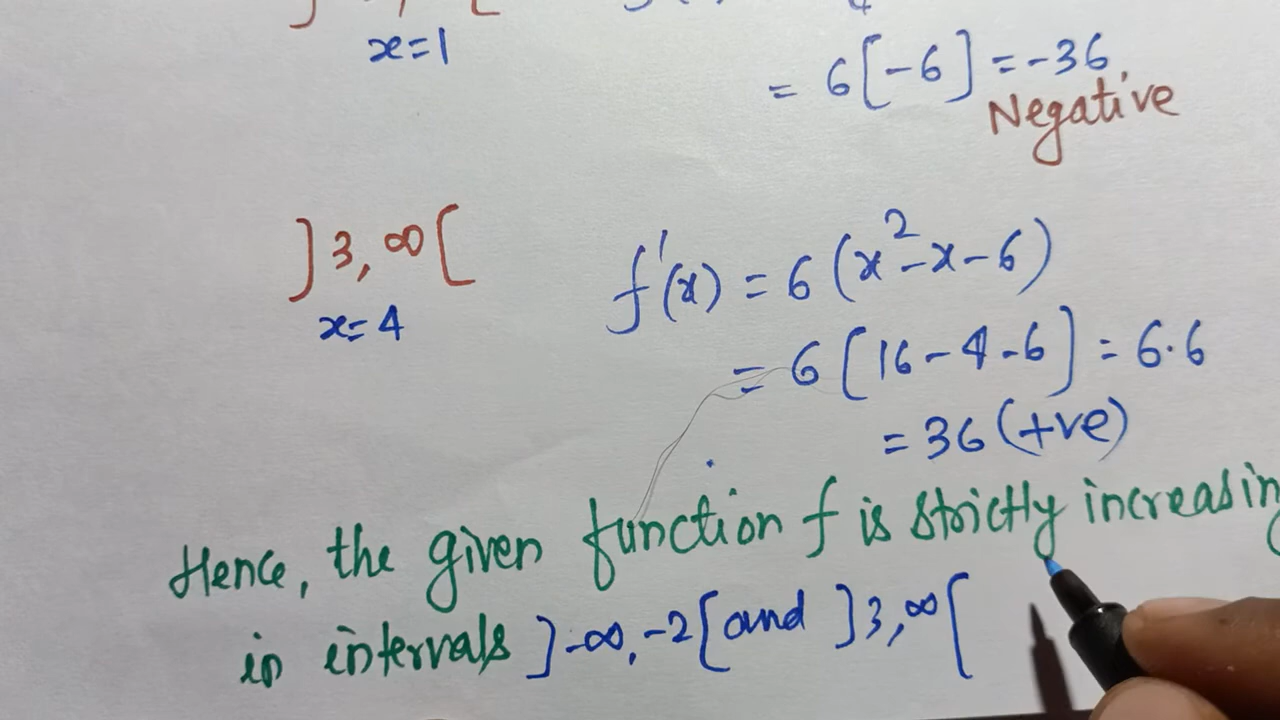 x=1
= 6[-6] = -36
Negative
]3, ∞[
x=4
f'(x) = 6(x²-x-6)
= 6[16-4-6] = 6.6
= 36 (+ve)
Hence, the given function f is strictly increasing
in intervals ]-∞, -2[ and ]3, ∞[